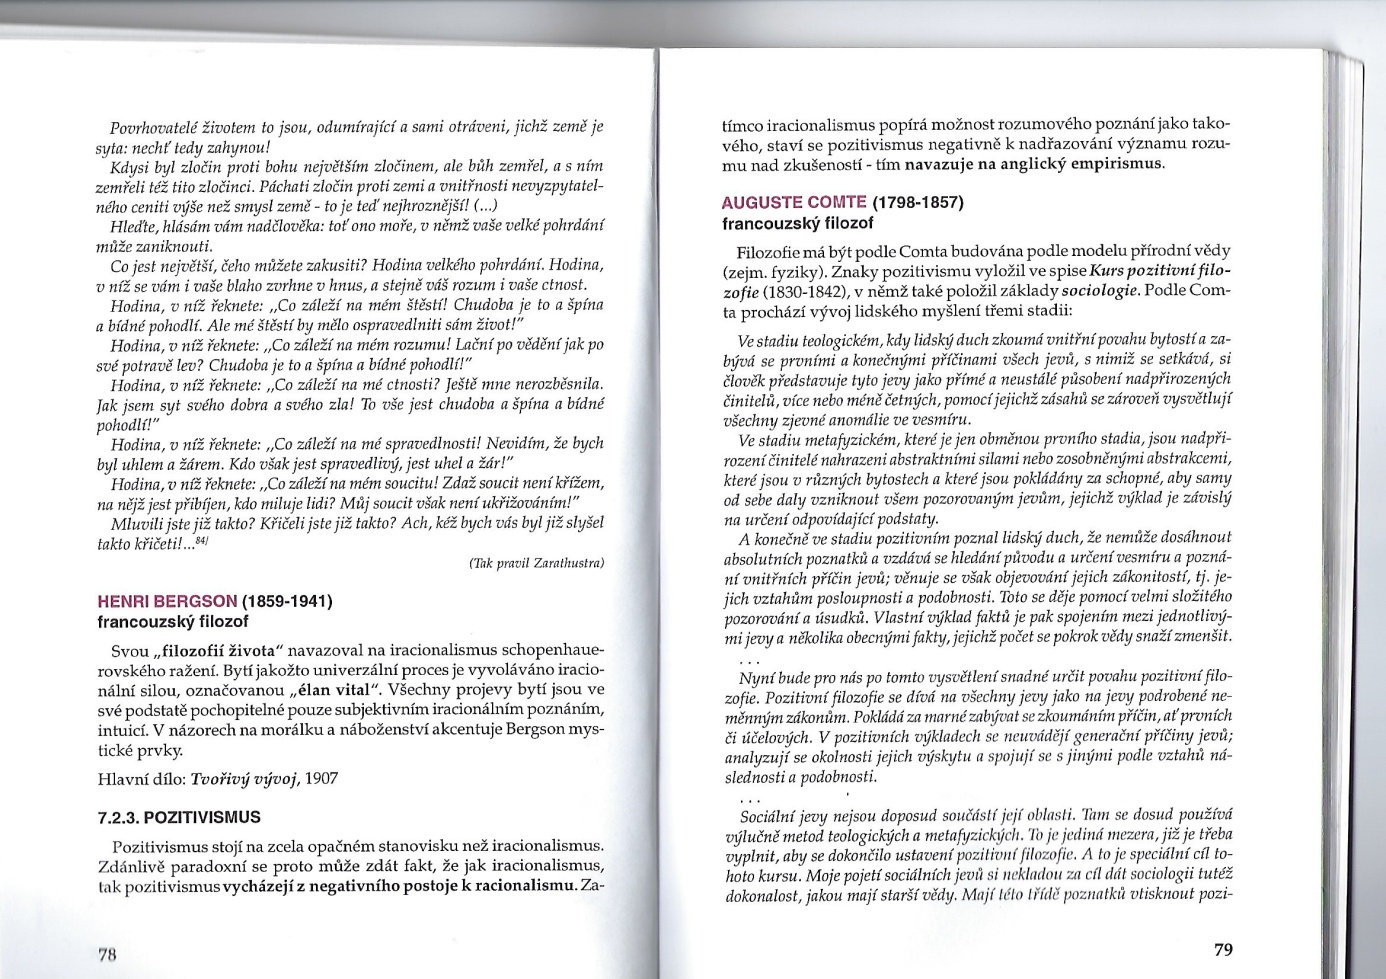 Povrhovatelé životem to jsou, odumírající a sami otráveni, jichž země je
syta: nechť tedy zahynou!
Kdysi byl zločin proti bohu největším zločinem, ale bůh zemřel, a s ním
zemřeli též tito zločinci. Páchati zločin proti zemi a vnitřnosti nevyzpytatel-
ného ceniti výše než smysl země - to je teď nejhroznější! (...)
Hleďte, hlásám vám nadčlověka: toť ono moře, v němž vaše velké pohrdání
může zaniknouti.
Co jest největší, čeho můžete zakusiti? Hodina velkého pohrdání. Hodina,
v níž se vám i vaše blaho zvrhne v hnus, a stejně váš rozum i vaše ctnost.
Hodina, v níž řeknete: „Co záleží na mém štěstí! Chudoba je to a špína
a bídné pohodlí. Ale mé štěstí by mělo ospravedlniti sám život!"
Hodina, v níž řeknete: „Co záleží na mém rozumu! Lační po vědění jak po
své potravě lev? Chudoba je to a špína a bídné pohodlí!"
Hodina, v níž řeknete: „Co záleží na mé ctnosti? Ještě mne nerozběsnila.
Jak jsem syt svého dobra a svého zla! To vše jest chudoba a špína a bídné
pohodlí!"
Hodina, v níž řeknete: „Co záleží na mé spravedlnosti! Nevidím, že bych
byl uhlem a žárem. Kdo však jest spravedlivý, jest uhel a žár!"
Hodina, v níž řeknete: „Co záleží na mém soucitu! Zdaž soucit není křížem,
na nějž jest přibíjen, kdo miluje lidi? Můj soucit však není ukřižováním!"
Mluvili jste již takto? Křičeli jste již takto? Ach, kéž bych vás byl již slyšel
takto křičeti!...84)
(Tak pravil Zarathustra)
HENRI BERGSON (1859-1941)
francouzský filozof
Svou „filozofií života" navazoval na iracionalismus schopenhaue-
rovského ražení. Bytí jakožto univerzální proces je vyvoláváno iracio-
nální silou, označovanou „élan vital". Všechny projevy bytí jsou ve
své podstatě pochopitelné pouze subjektivním iracionálním poznáním,
intuicí. V názorech na morálku a náboženství akcentuje Bergson mys-
tické prvky.
Hlavní dílo: Tvořivý vývoj, 1907
7.2.3. POZITIVISMUS
Pozitivismus stojí na zcela opačném stanovisku než iracionalismus.
Zdánlivě paradoxní se proto může zdát fakt, že jak iracionalismus,
tak pozitivismus vycházejí z negativního postoje k racionalismu. Za-
78
tímco iracionalismus popírá možnost rozumového poznání jako tako-
vého, staví se pozitivismus negativně k nadřazování významu rozu-
mu nad zkušeností - tím navazuje na anglický empirismus.
AUGUSTE COMTE (1798-1857)
francouzský filozof
Filozofie má být podle Comta budována podle modelu přírodní vědy
(zejm. fyziky). Znaky pozitivismu vyložil ve spise Kurs pozitivní filo-
zofie (1830-1842), v němž také položil základy sociologie. Podle Com-
ta prochází vývoj lidského myšlení třemi stadii:
Ve stadiu teologickém, kdy lidský duch zkoumá vnitřní povahu bytostí a za-
bývá se prvními a konečnými příčinami všech jevů, s nimiž se setkává, si
člověk představuje tyto jevy jako přímé a neustálé působení nadpřirozených
činitelů, více nebo méně četných, pomocí jejichž zásahů se zároveň vysvětlují
všechny zjevné anomálie ve vesmíru.
Ve stadiu metafyzickém, které je jen obměnou prvního stadia, jsou nadpři-
rození činitelé nahrazeni abstraktními silami nebo zosobněnými abstrakcemi,
které jsou v různých bytostech a které jsou pokládány za schopné, aby samy
od sebe daly vzniknout všem pozorovaným jevům, jejichž výklad je závislý
na určení odpovídající podstaty.
A konečně ve stadiu pozitivním poznal lidský duch, že nemůže dosáhnout
absolutních poznatků a vzdává se hledání původu a určení vesmíru a pozná-
ní vnitřních příčin jevů; věnuje se však objevování jejich zákonitostí, tj. je-
jich vztahům posloupnosti a podobnosti. Toto se děje pomocí velmi složitého
pozorování a úsudků. Vlastní výklad faktů je pak spojením mezi jednotlivý-
mi jevy a několika obecnými fakty, jejichž počet se pokrok vědy snaží zmenšit.
. . .
Nyní bude pro nás po tomto vysvětlení snadné určit povahu pozitivní filo-
zofie. Pozitivní filozofie se dívá na všechny jevy jako na jevy podrobené ne-
měnným zákonům. Pokládá za marné zabývat se zkoumáním příčin, ať prvních
či účelových. V pozitivních výkladech se neuvádějí generační příčiny jevů;
analyzují se okolnosti jejich výskytu a spojují se s jinými podle vztahů ná-
slednosti a podobnosti.
. . .
Sociální jevy nejsou doposud součástí její oblasti. Tam se dosud používá
výlučně metod teologických a metafyzických. To je jediná mezera, již je třeba
vyplnit, aby se dokončilo ustavení pozitivní filozofie. A to je speciální cíl to-
hoto kursu. Moje pojetí sociálních jevů si nekladou za cíl dát sociologii tutéž
dokonalost, jakou mají starší vědy. Mají této třídě poznatků vtisknout pozi-
79